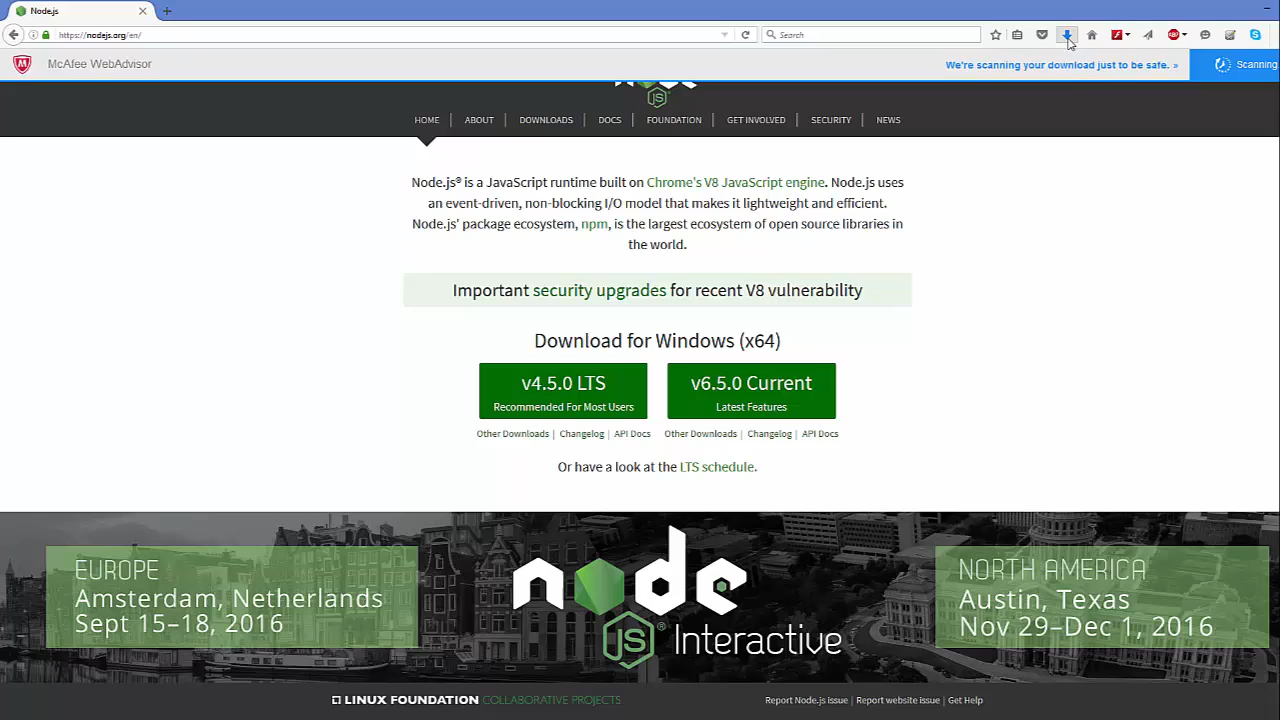 Node.js
https://nodejs.org/en/
Search
McAfee WebAdvisor
We're scanning your download just to be safe. »
Scanning
JS
HOME
ABOUT
DOWNLOADS
DOCS
FOUNDATION
GET INVOLVED
SECURITY
NEWS
Node.js® is a JavaScript runtime built on Chrome's V8 JavaScript engine. Node.js uses
an event-driven, non-blocking I/O model that makes it lightweight and efficient.
Node.js' package ecosystem, npm, is the largest ecosystem of open source libraries in
the world.
Important security upgrades for recent V8 vulnerability
Download for Windows (x64)
v4.5.0 LTS
Recommended For Most Users
v6.5.0 Current
Latest Features
Other Downloads | Changelog | API Docs
Other Downloads | Changelog | API Docs
Or have a look at the LTS schedule.
EUROPE
Amsterdam, Netherlands
Sept 15–18, 2016
node
JS® Interactive
NORTH AMERICA
Austin, Texas
Nov 29–Dec 1, 2016
LINUX FOUNDATION COLLABORATIVE PROJECTS
Report Node.js issue | Report website issue | Get Help